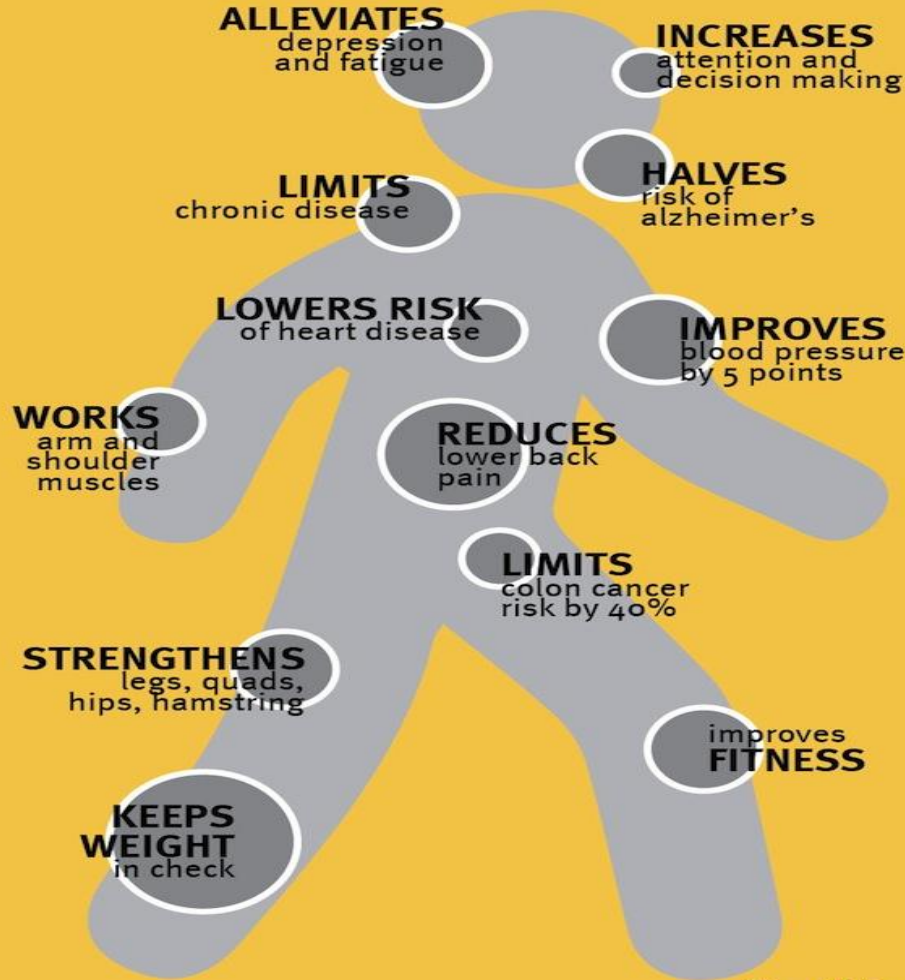 ALLEVIATES
depression
and fatigue
INCREASES
attention and
decision making
HALVES
risk of
alzheimer's
LIMITS
chronic disease
LOWERS RISK
of heart disease
IMPROVES
blood pressure
by 5 points
WORKS
arm and
shoulder
muscles
REDUCES
lower back
pain
LIMITS
colon cancer
risk by 40%
STRENGTHENS
legs, quads,
hips, hamstring
improves
FITNESS
KEEPS
WEIGHT
in check